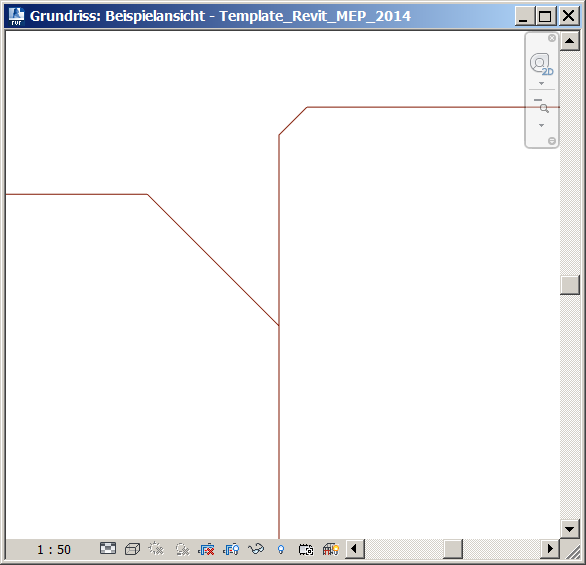 Grundriss: Beispielansicht - Template_Revit_MEP_2014
2D
1 : 50